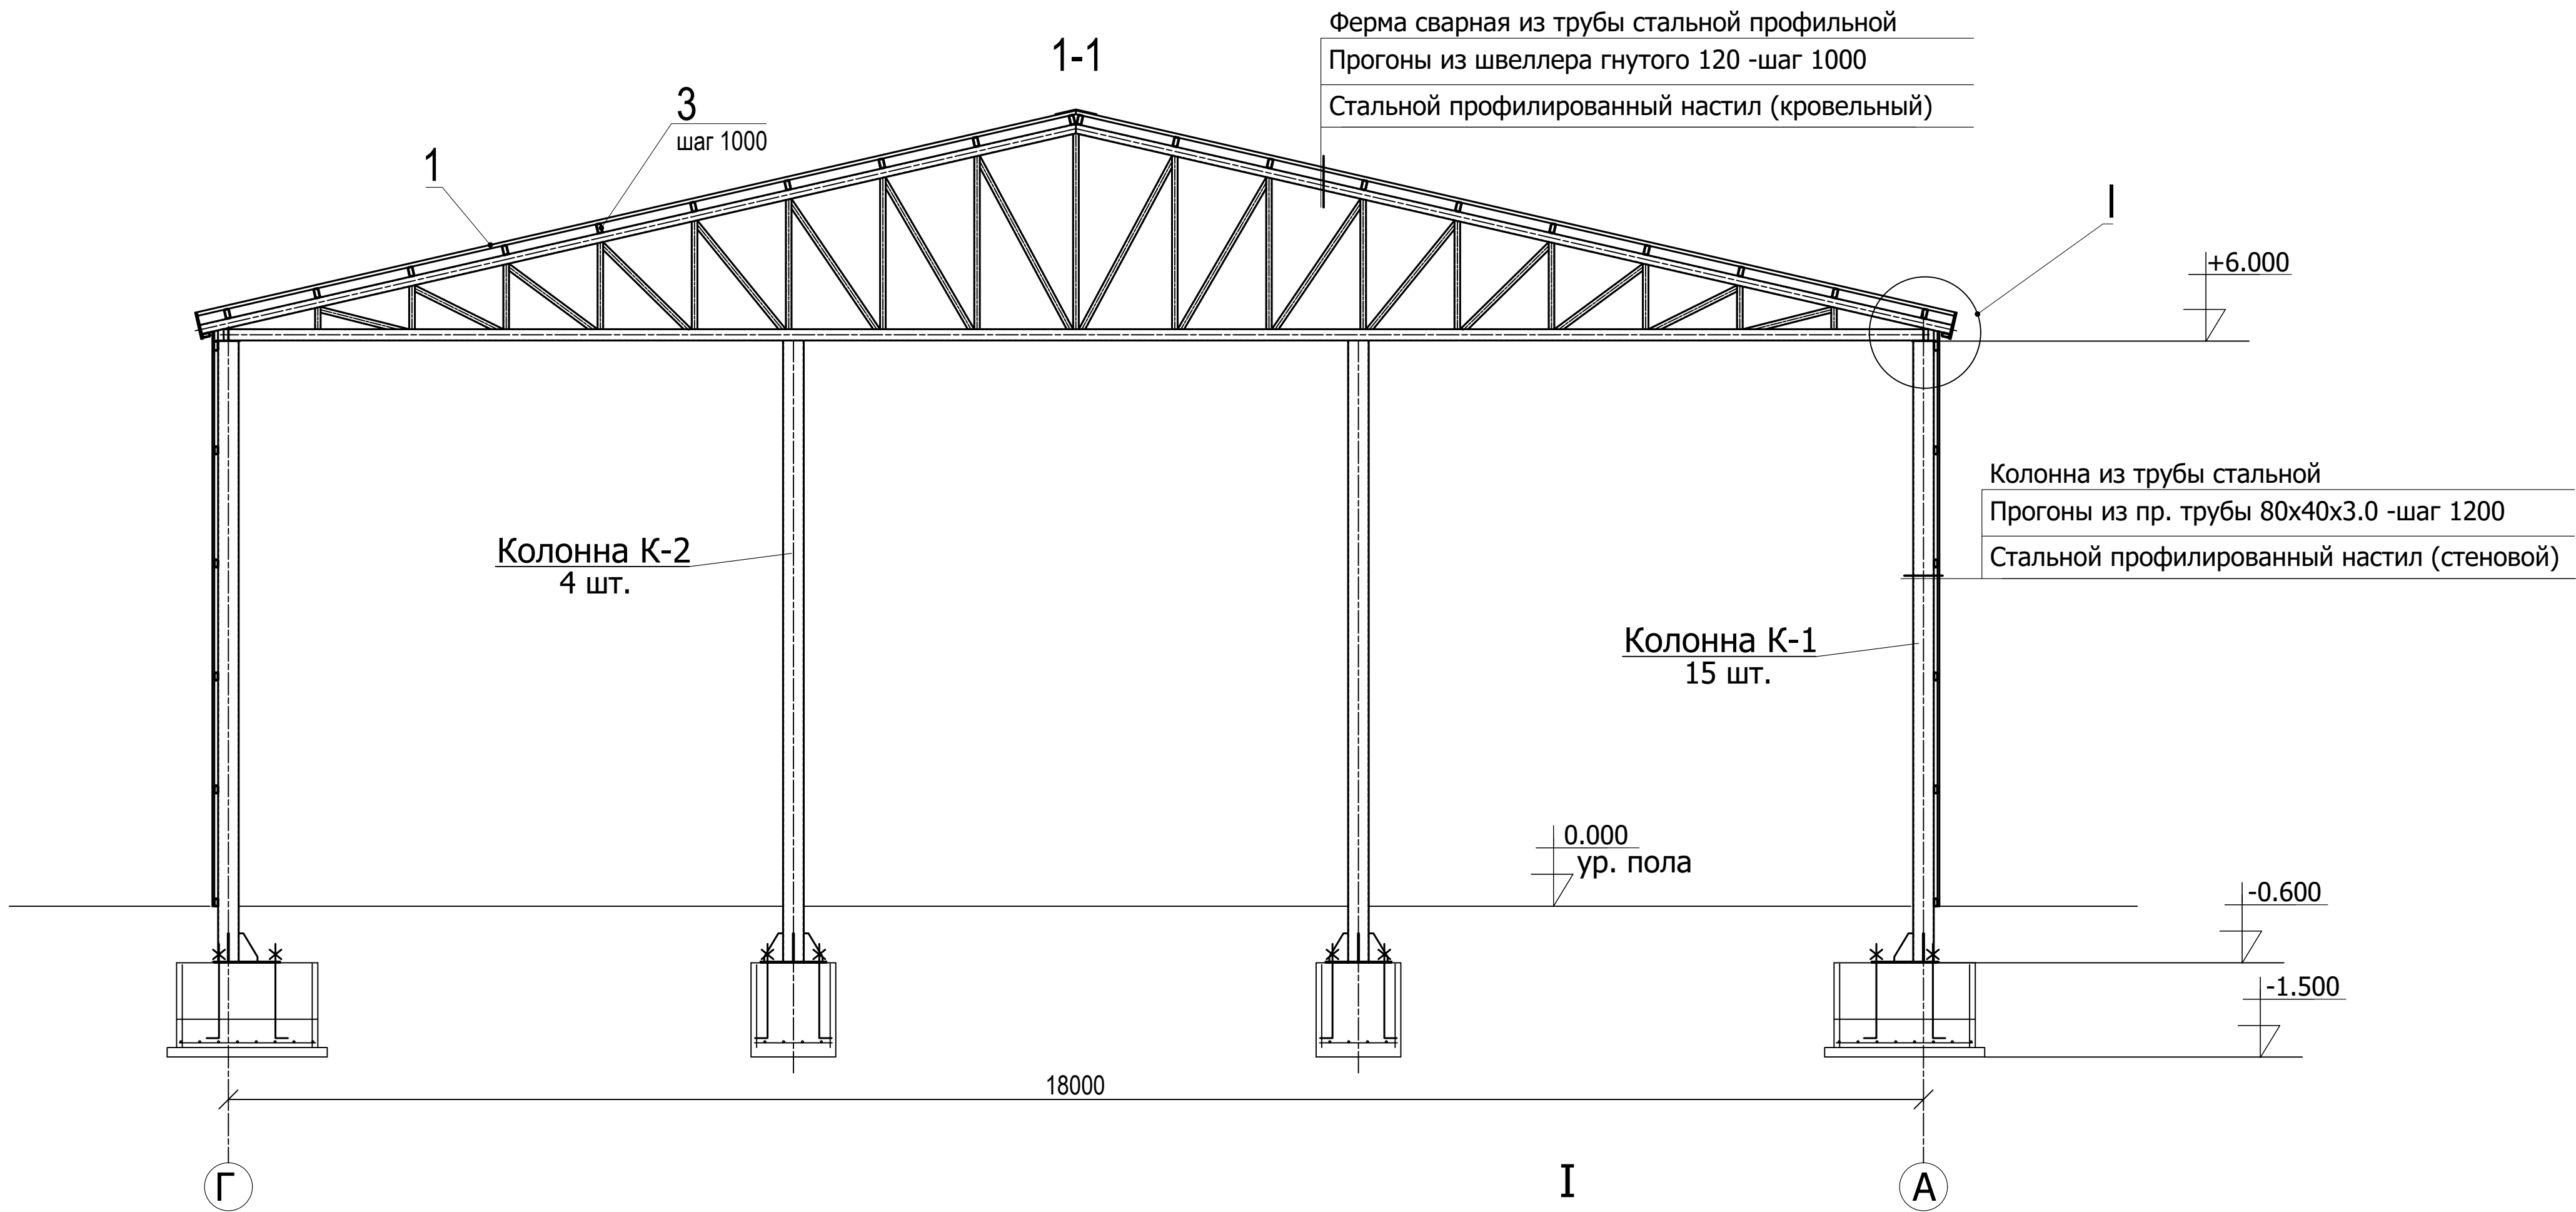 1-1
Ферма сварная из трубы стальной профильной
Прогоны из швеллера гнутого 120 -шаг 1000
Стальной профилированный настил (кровельный)
3
шаг 1000
1
I
+6.000
Колонна из трубы стальной
Прогоны из пр. трубы 80х40х3.0 -шаг 1200
Стальной профилированный настил (стеновой)
Колонна К-2
4 шт.
Колонна К-1
15 шт.
0.000
ур. пола
-0.600
-1.500
18000
Г
I
А